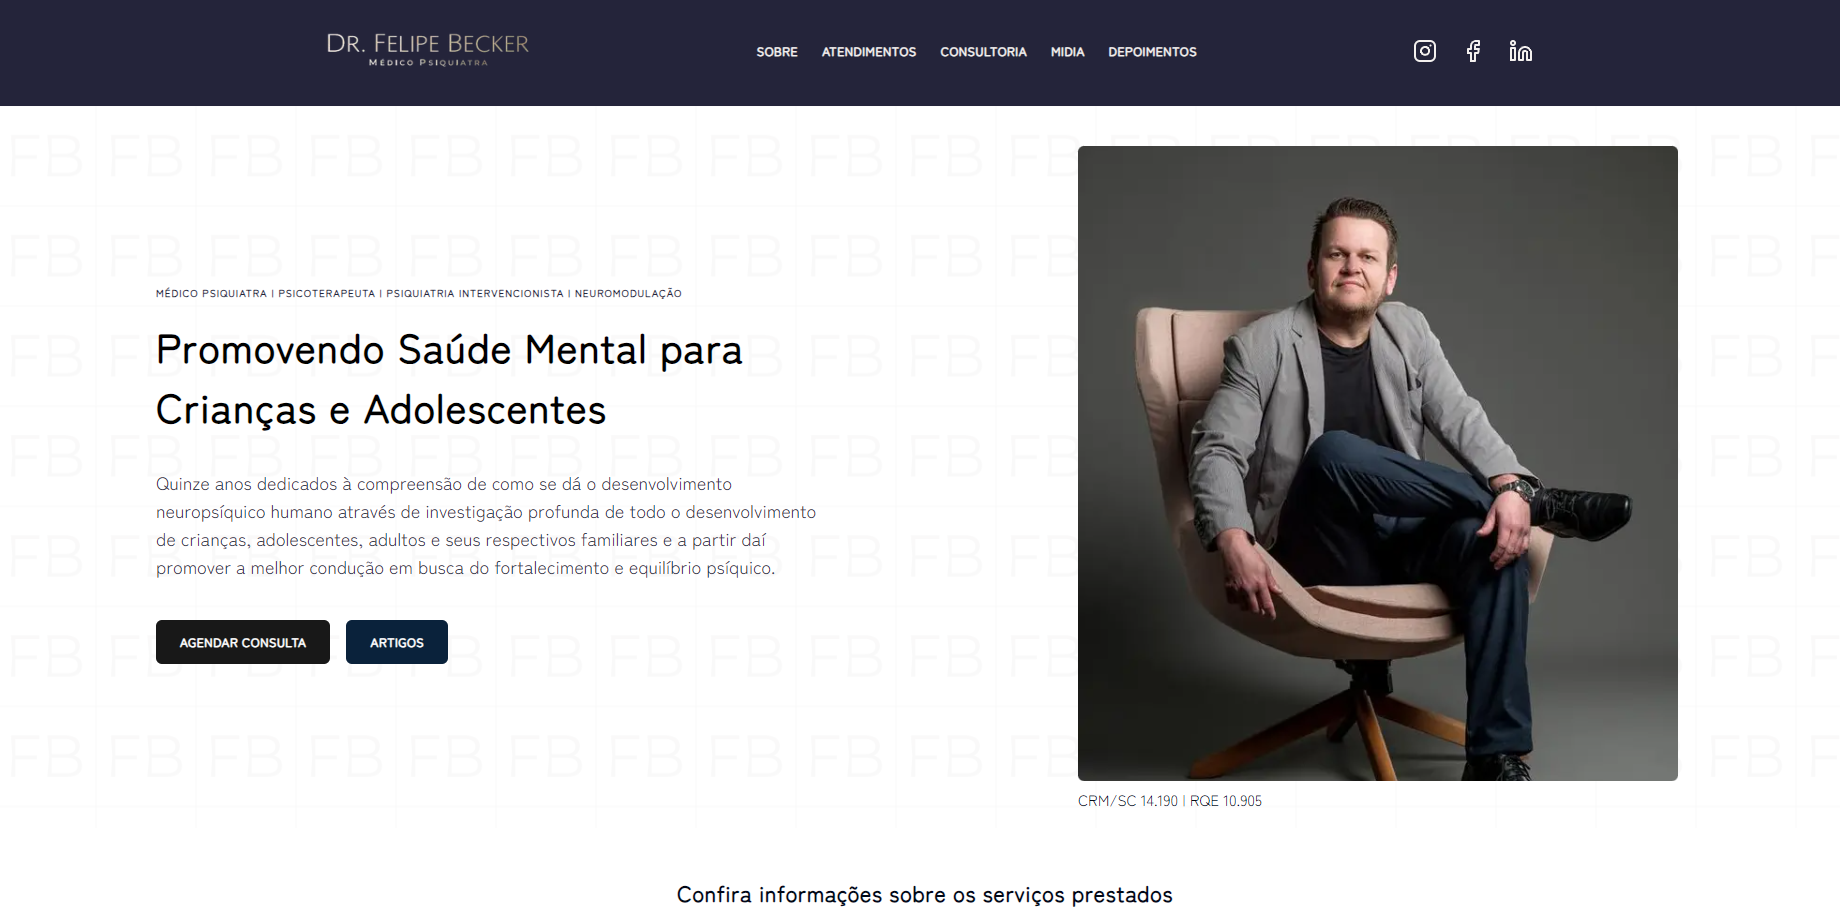 DR. FELIPE BECKER
MÉDICO PSIQUIATRA
SOBRE ATENDIMENTOS CONSULTORIA MIDIA DEPOIMENTOS
MÉDICO PSIQUIATRA | PSICOTERAPEUTA | PSIQUIATRIA INTERVENCIONISTA | NEUROMODULAÇÃO
Promovendo Saúde Mental para
Crianças e Adolescentes
Quinze anos dedicados à compreensão de como se dá o desenvolvimento
neuropsíquico humano através de investigação profunda de todo o desenvolvimento
de crianças, adolescentes, adultos e seus respectivos familiares e a partir daí
promover a melhor condução em busca do fortalecimento e equilíbrio psíquico.
AGENDAR CONSULTA ARTIGOS
CRM/SC 14.190 | RQE 10.905
Confira informações sobre os serviços prestados